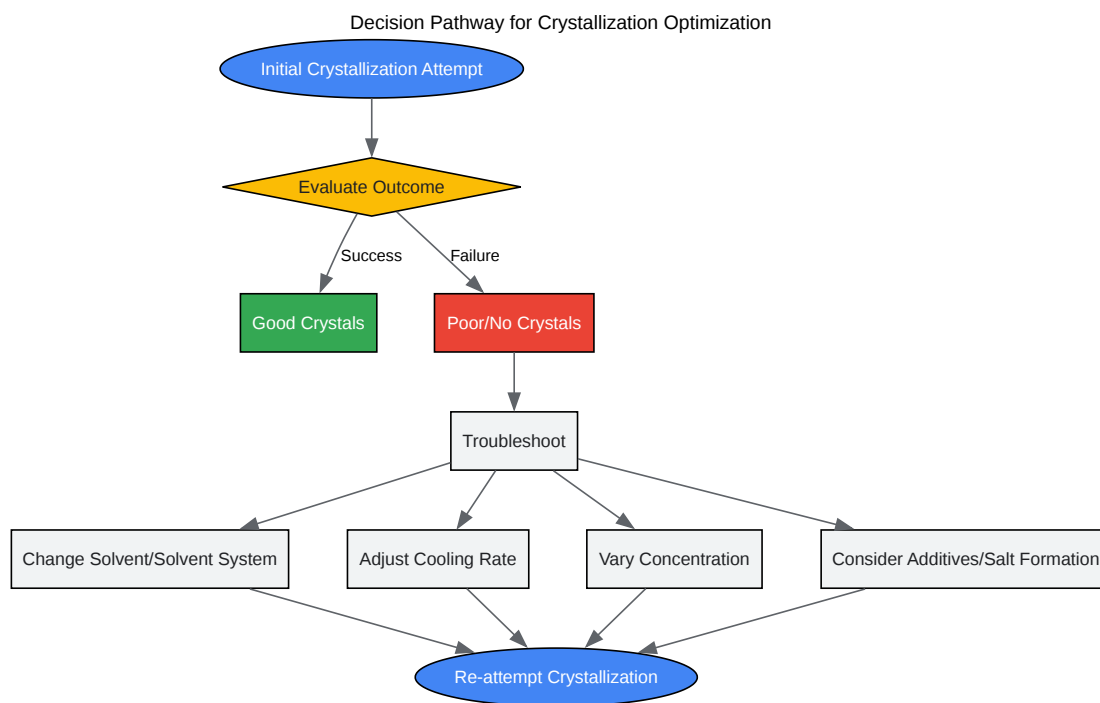 Decision Pathway for Crystallization Optimization
Initial Crystallization Attempt
Evaluate Outcome
Success
Failure
Good Crystals
Poor/No Crystals
Troubleshoot
Change Solvent/Solvent System
Adjust Cooling Rate
Vary Concentration
Consider Additives/Salt Formation
Re-attempt Crystallization